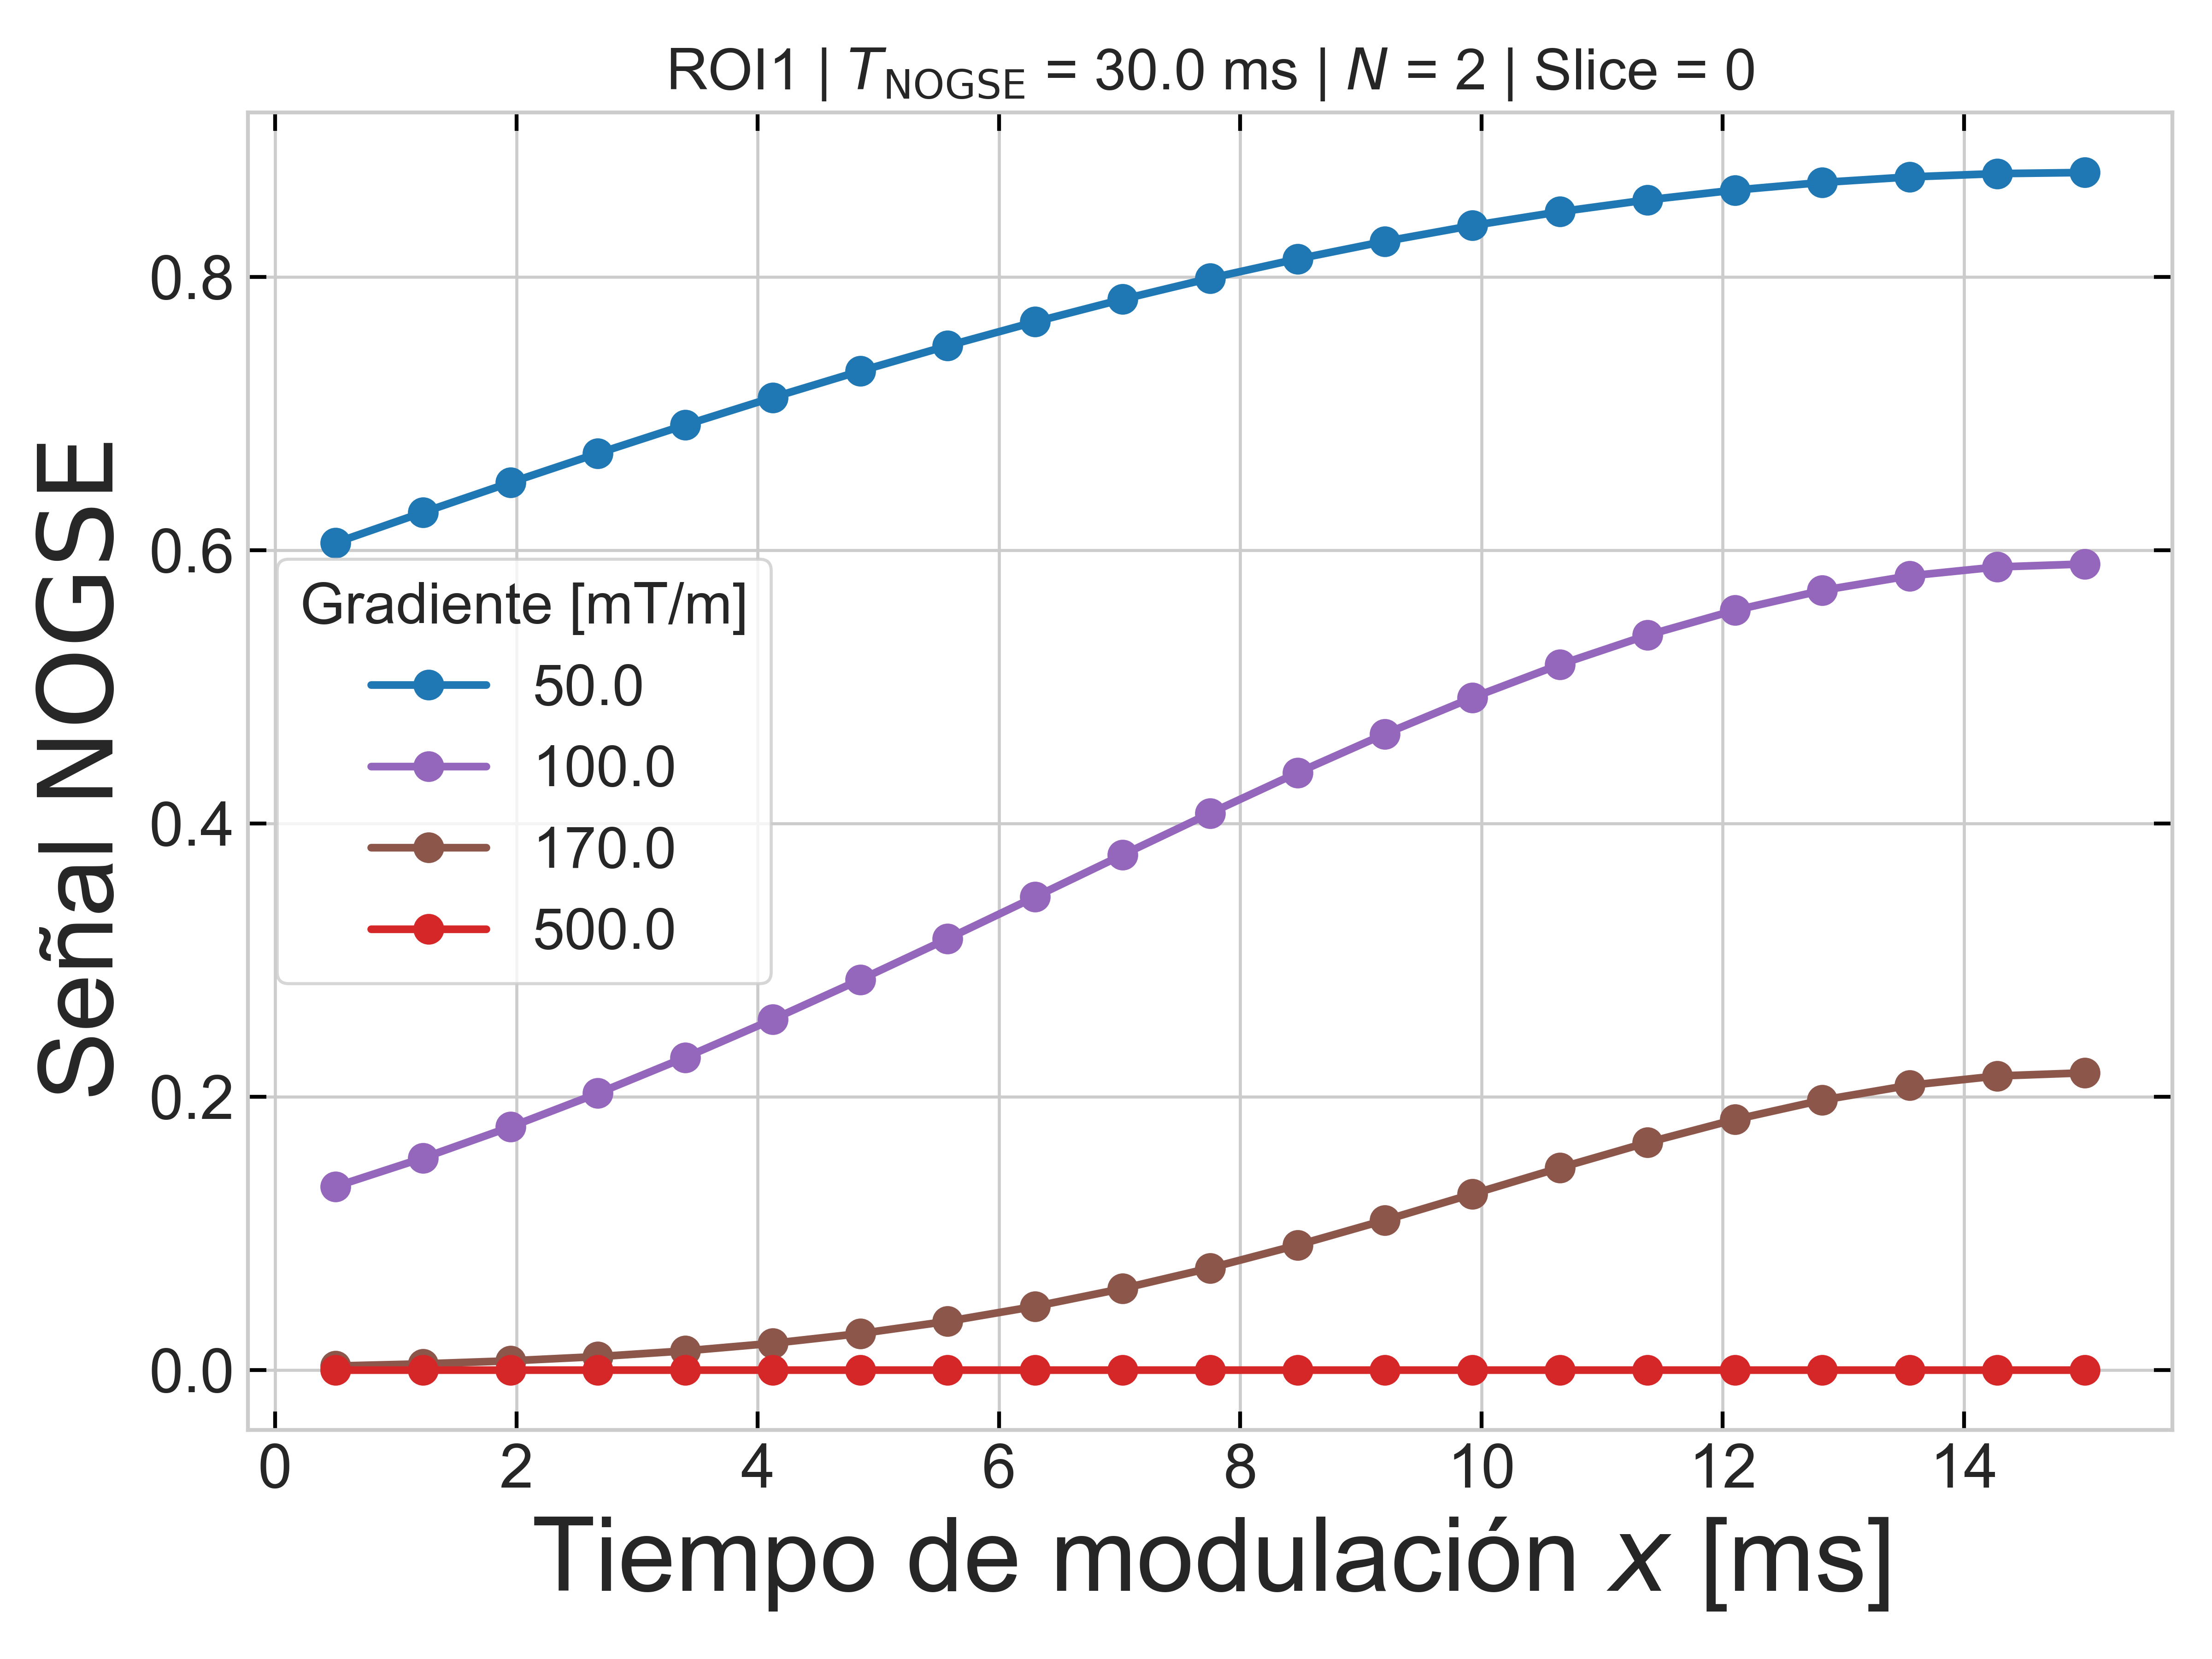 ROI1 | T_NOGSE = 30.0 ms | N = 2 | Slice = 0
Señal NOGSE
0.8
0.6
0.4
0.2
0.0
Gradiente [mT/m]
50.0
100.0
170.0
500.0
0 2 4 6 8 10 12 14
Tiempo de modulación x [ms]